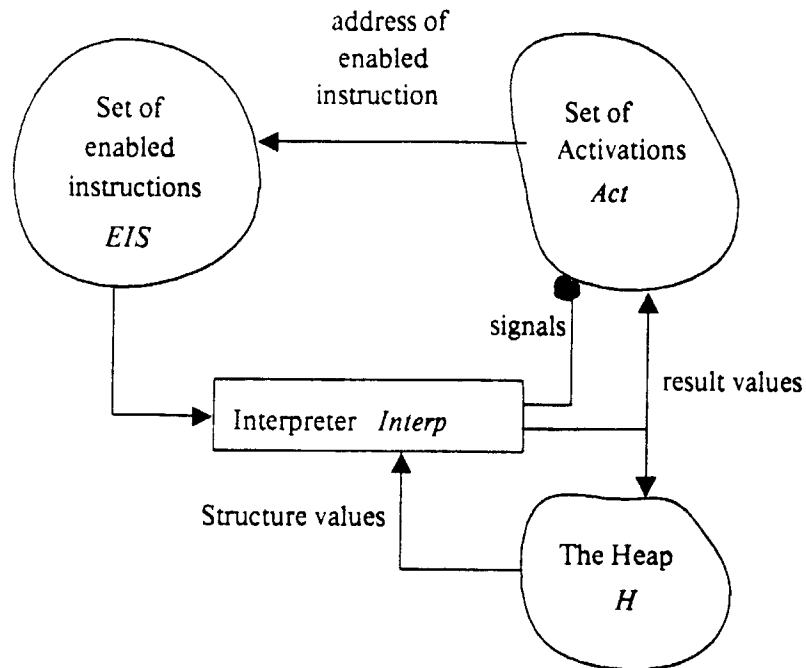 address of
enabled
instruction
Set of
enabled
instructions
EIS
Set of
Activations
Act
signals
result values
Interpreter Interp
Structure values
The Heap
H